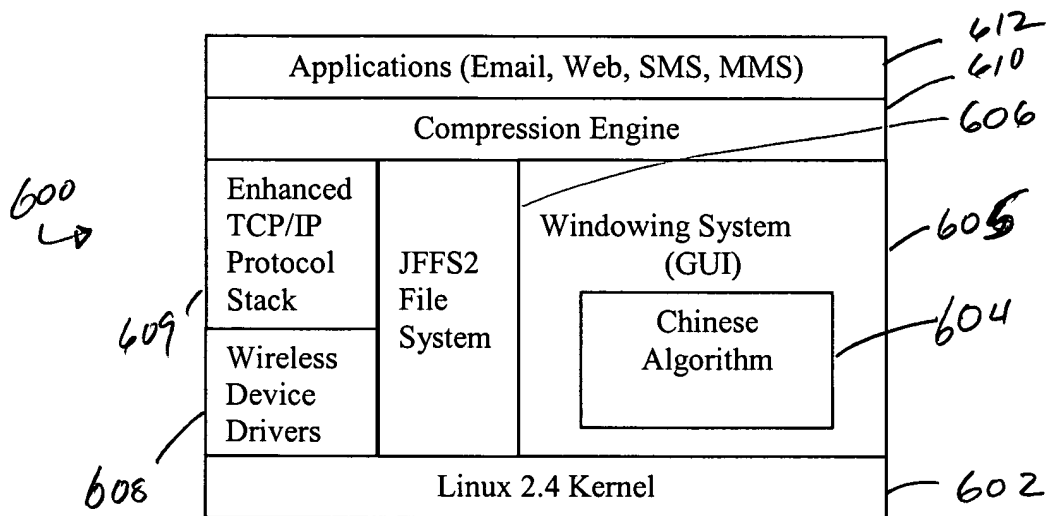 612
Applications (Email, Web, SMS, MMS)
610
Compression Engine
606
600
Enhanced
TCP/IP
Protocol
Stack
JFFS2
File
System
Windowing System
(GUI)
605
Chinese
Algorithm
604
609
Wireless
Device
Drivers
608
Linux 2.4 Kernel
602